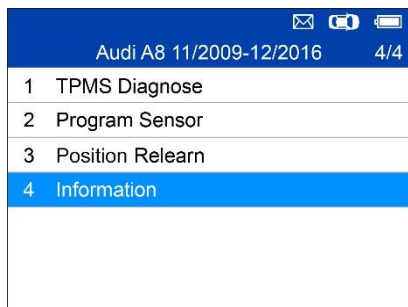 Audi A8 11/2009-12/2016 4/4
1 TPMS Diagnose
2 Program Sensor
3 Position Relearn
4 Information